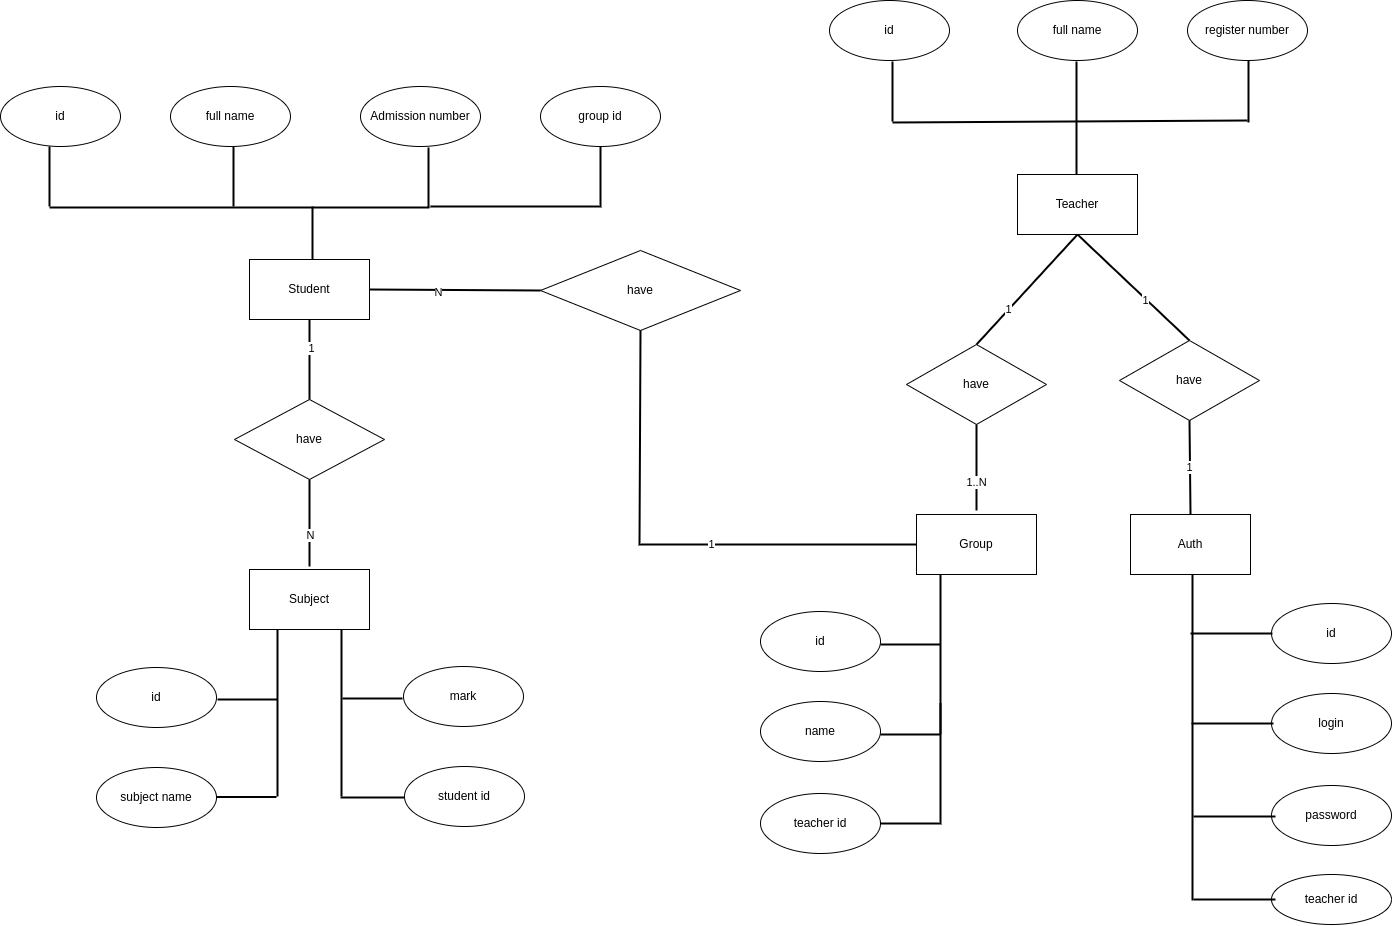 id
full name
register number
id
full name
Admission number
group id
Teacher
Student
N
have
1
1
1
have
have
have
1
1..N
N
1
Group
Auth
Subject
id
id
mark
login
name
id
subject name
student id
password
teacher id
teacher id